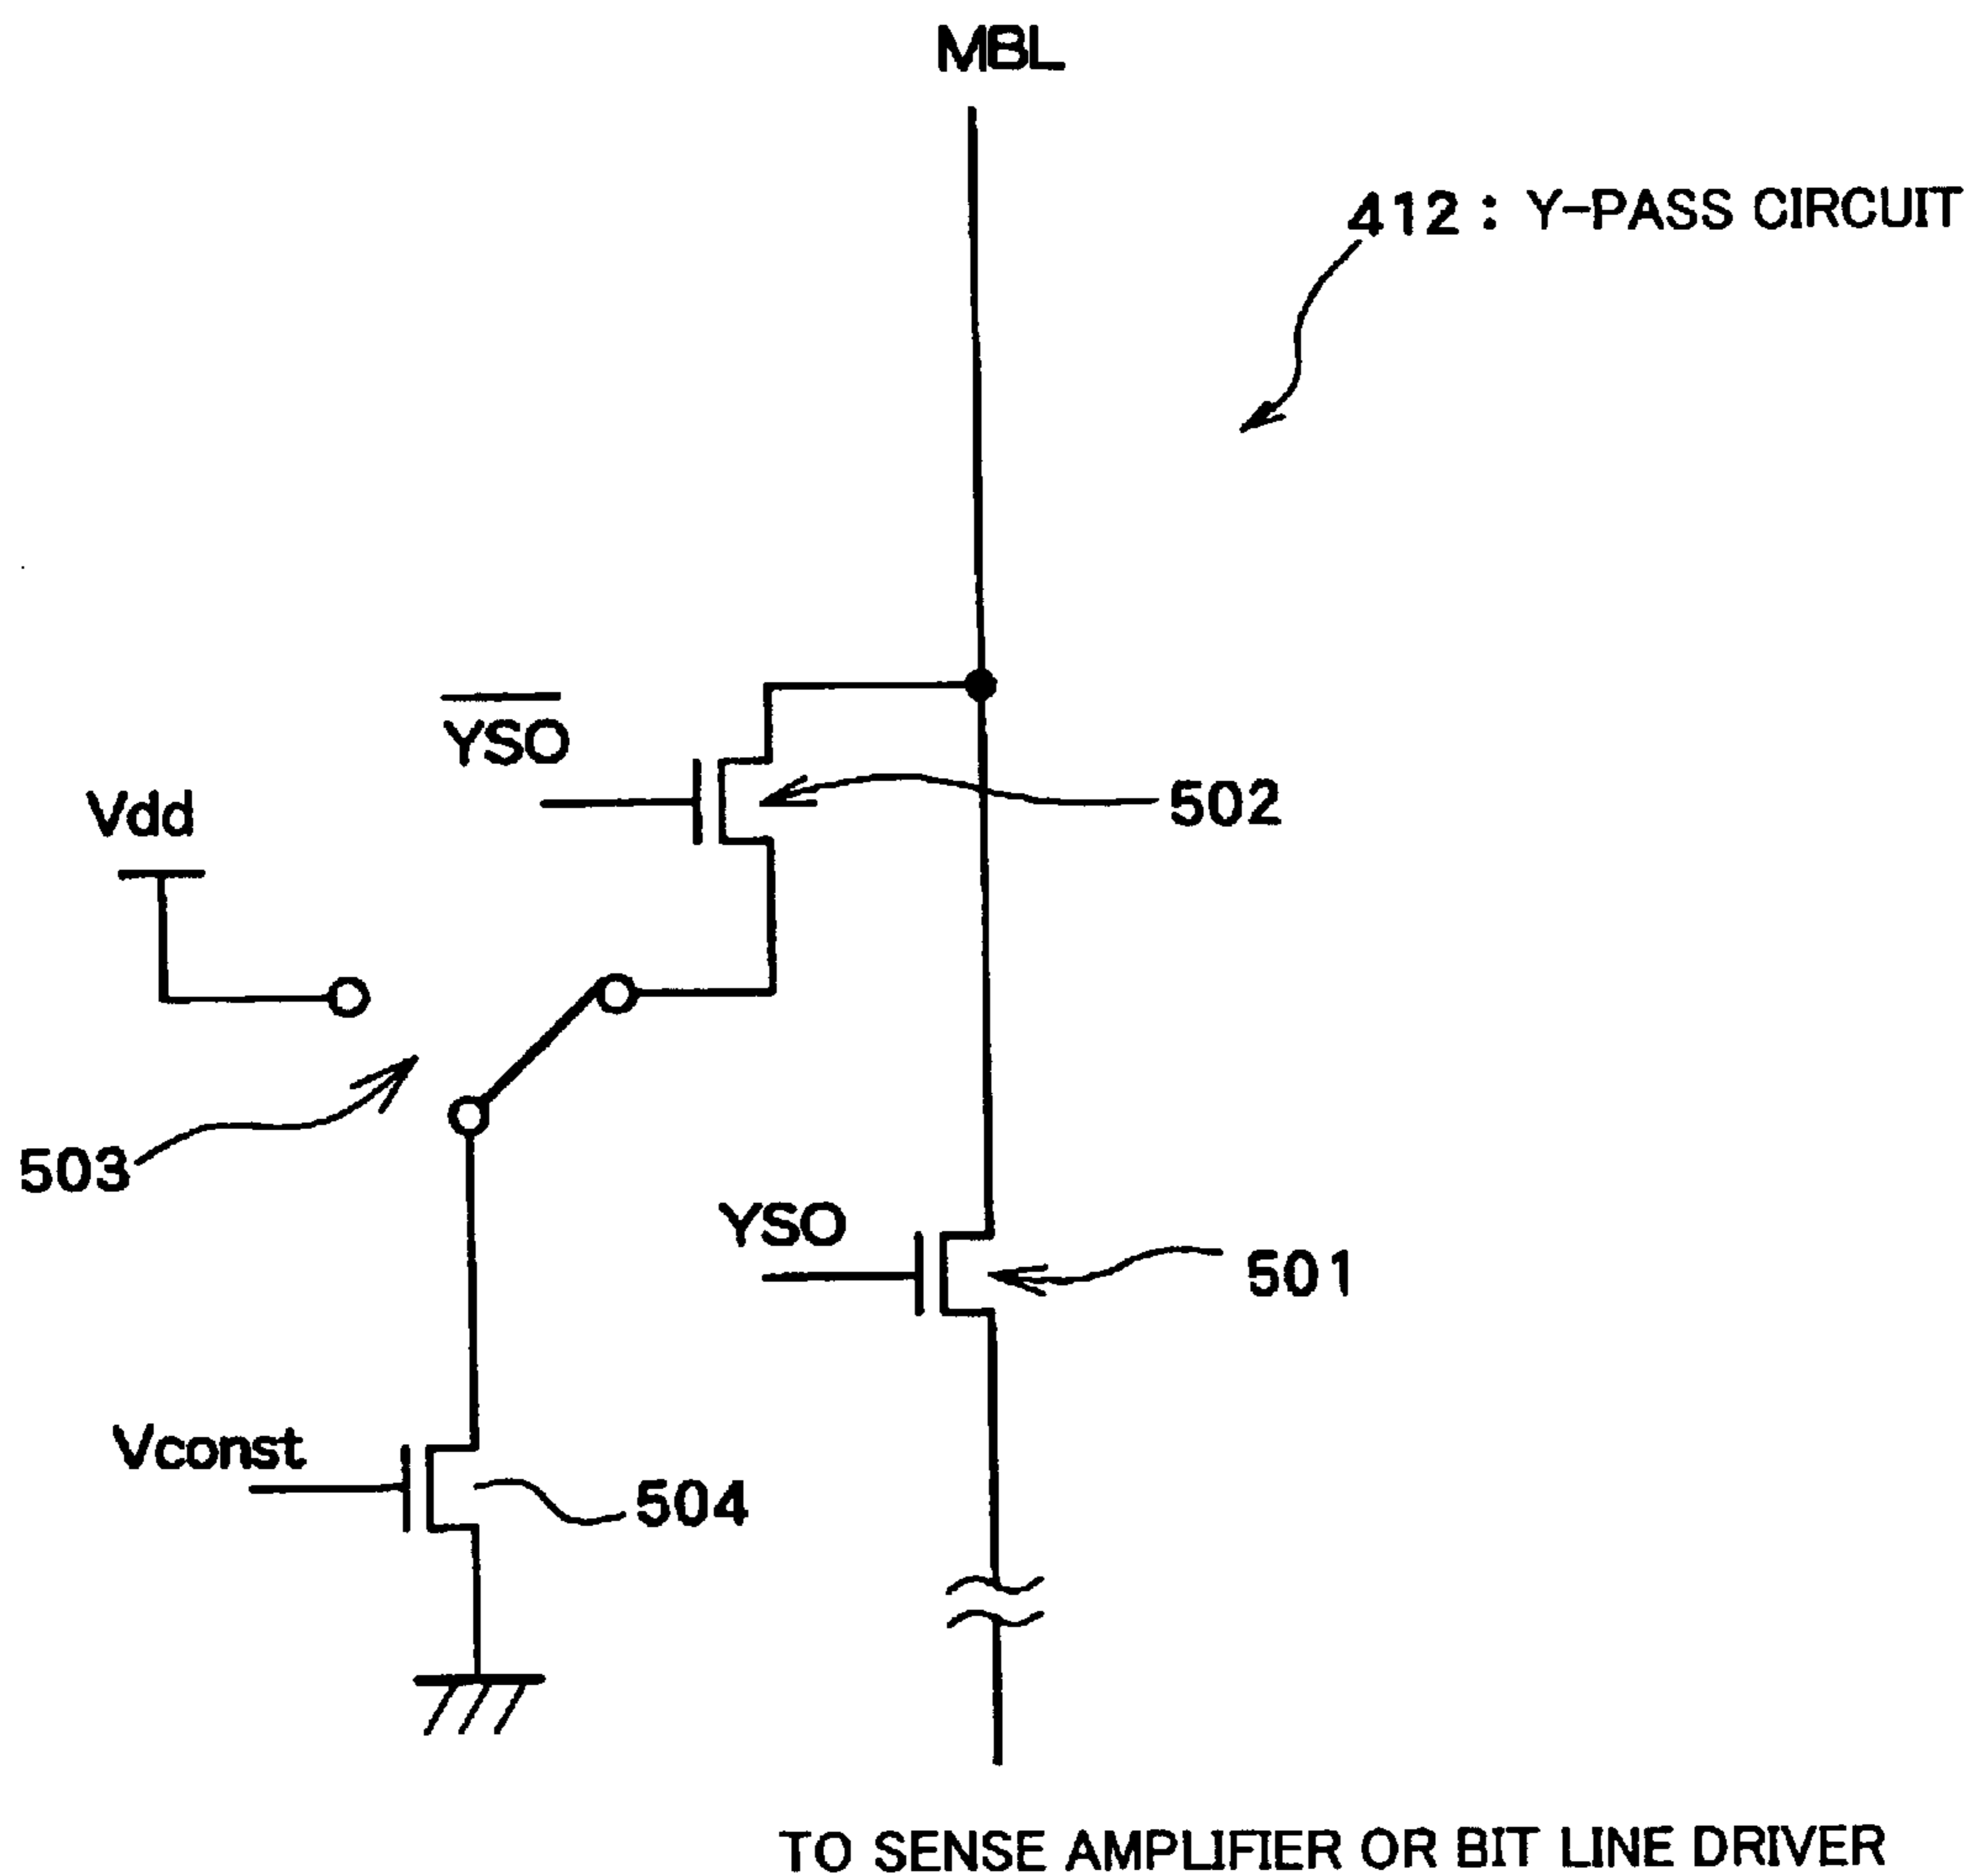 MBL
412 : Y-PASS CIRCUIT
YSO
502
Vdd
503
YSO
501
Vconst
504
TO SENSE AMPLIFIER OR BIT LINE DRIVER